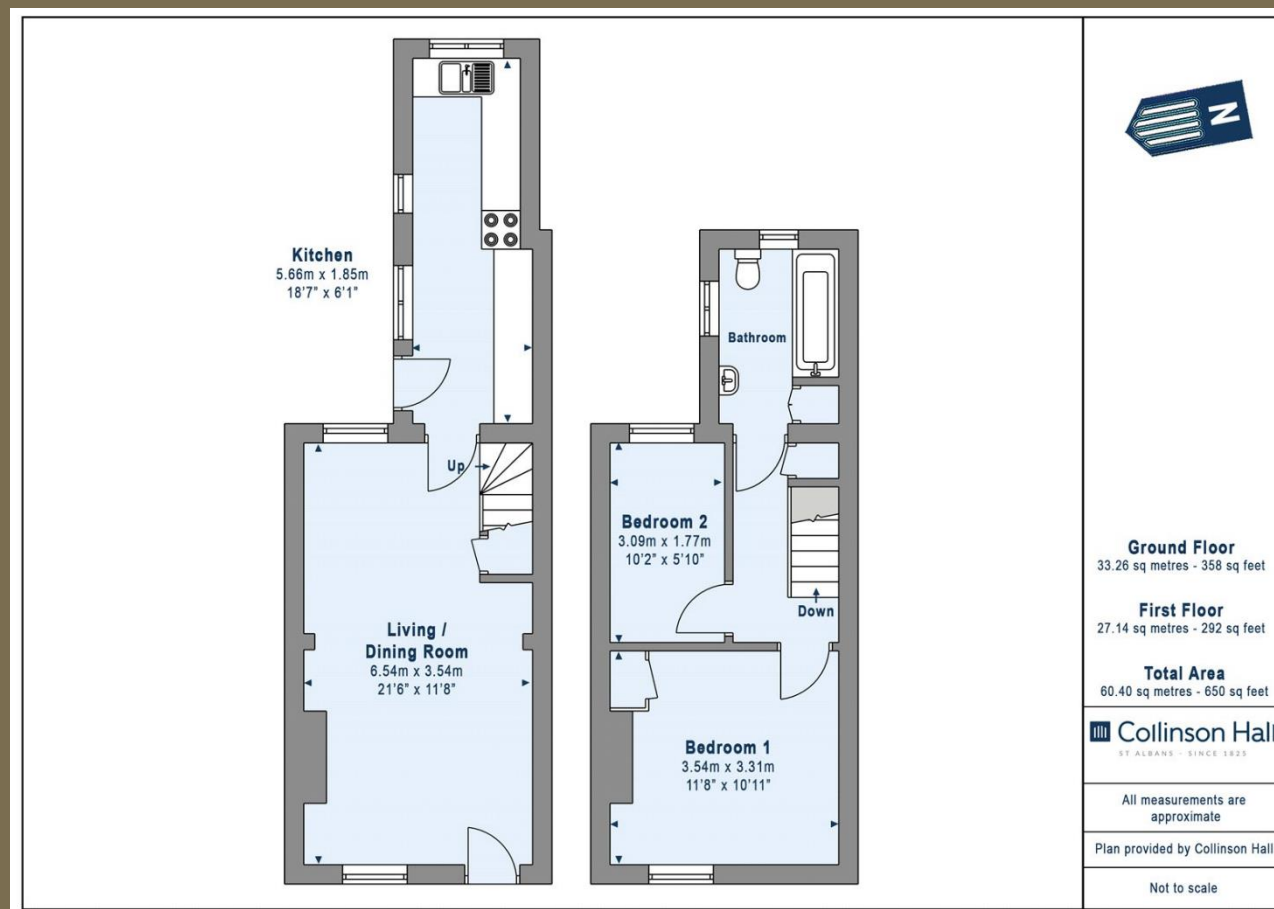 Kitchen
5.66m x 1.85m
18'7" x 6'1"
Up
Living /
Dining Room
6.54m x 3.54m
21'6" x 11'8"
Bathroom
Bedroom 2
3.09m x 1.77m
10'2" x 5'10"
Down
Bedroom 1
3.54m x 3.31m
11'8" x 10'11"
N
Ground Floor
33.26 sq metres - 358 sq feet
First Floor
27.14 sq metres - 292 sq feet
Total Area
60.40 sq metres - 650 sq feet
Collinson Hall
ST ALBANS - SINCE 1825
All measurements are
approximate
Plan provided by Collinson Hall
Not to scale